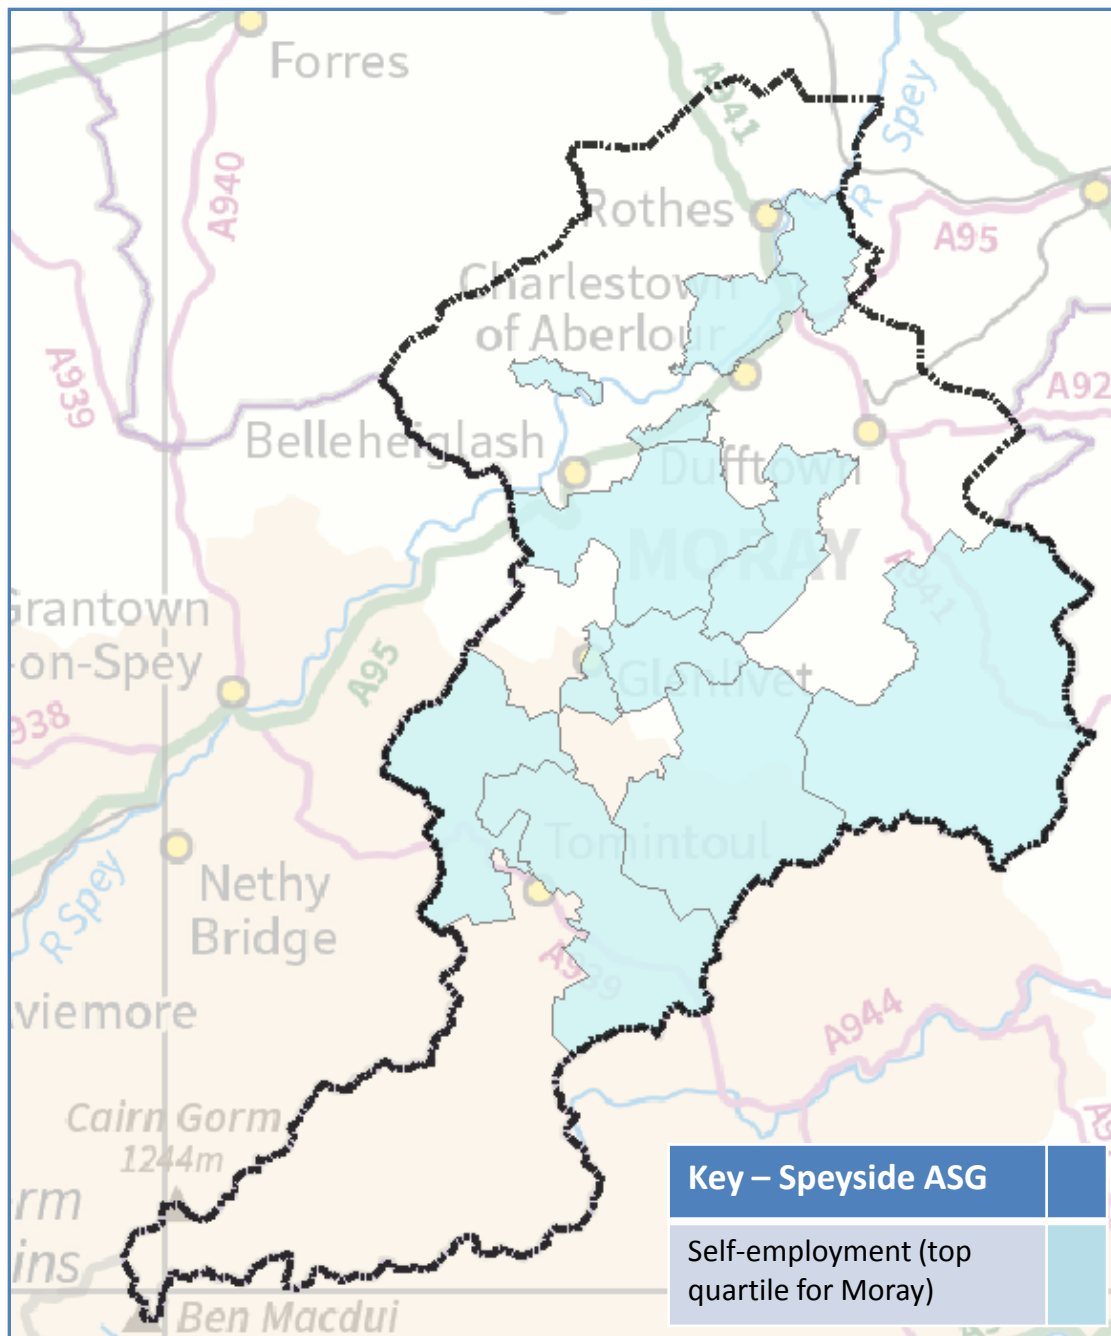 Forres
A941
Spey
R
A940
Rothes
A95
Charlestown
of Aberlour
A939
A92
Belleheiglash
Dufftown
MORAY
A941
Grantown
-on-Spey
A95
Glenlivet
938
Tomintoul
Nethy
Bridge
R Spey
A939
viemore
A944
Cairn Gorm
1244m
rm
ins
Ben Macdui
Key – Speyside ASG
Self-employment (top
quartile for Moray)